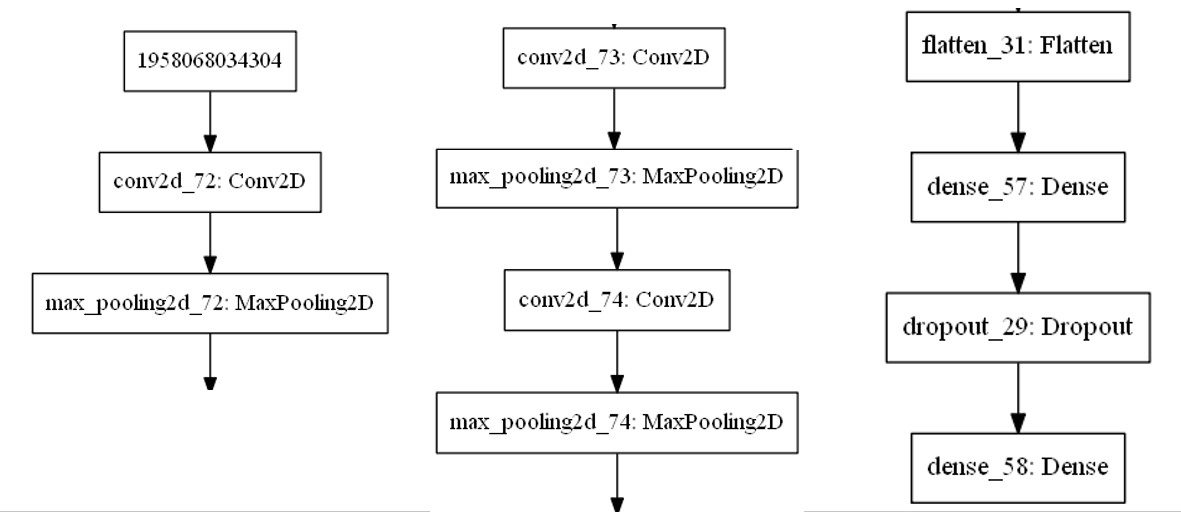 1958068034304
conv2d_72: Conv2D
max_pooling2d_72: MaxPooling2D
conv2d_73: Conv2D
max_pooling2d_73: MaxPooling2D
conv2d_74: Conv2D
max_pooling2d_74: MaxPooling2D
flatten_31: Flatten
dense_57: Dense
dropout_29: Dropout
dense_58: Dense